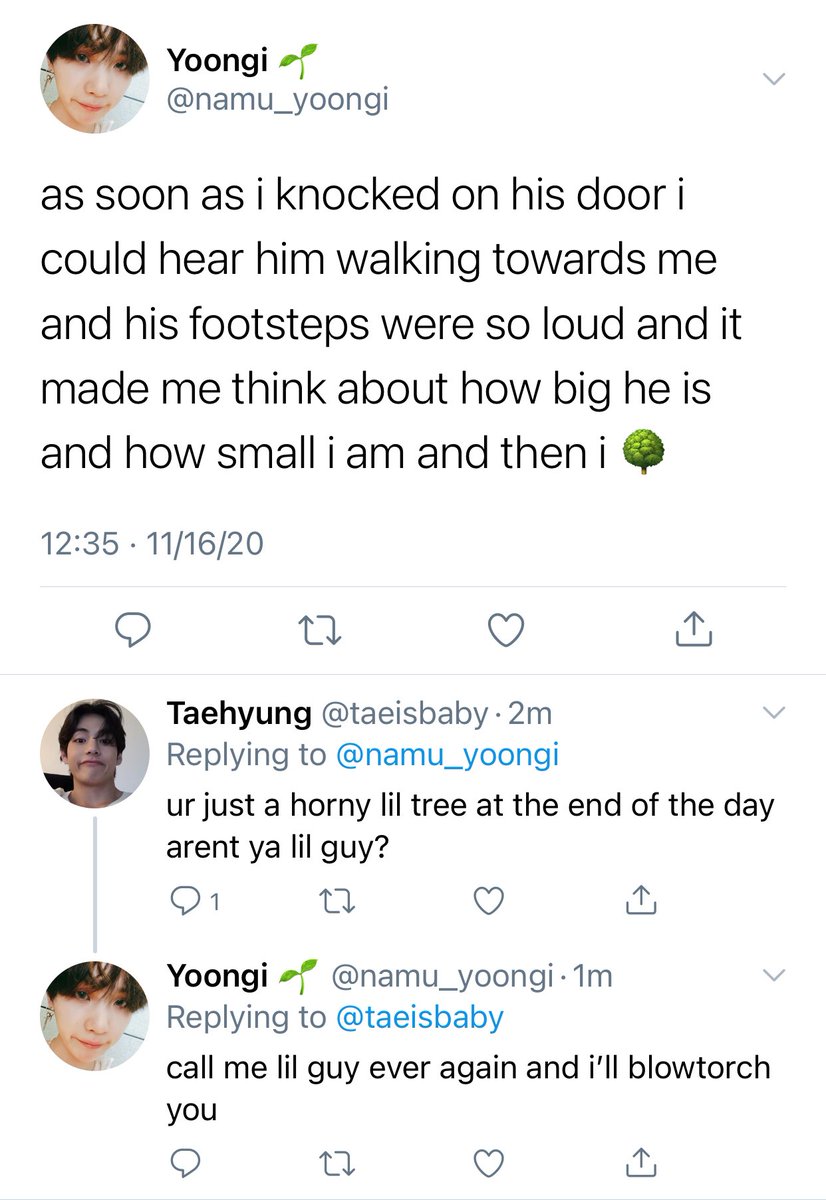 Yoongi 🌱
@namu_yoongi
as soon as i knocked on his door i
could hear him walking towards me
and his footsteps were so loud and it
made me think about how big he is
and how small i am and then i 🌳
12:35 · 11/16/20
Taehyung @taeisbaby · 2m
Replying to @namu_yoongi
ur just a horny lil tree at the end of the day
arent ya lil guy?
1
Yoongi 🌱 @namu_yoongi · 1m
Replying to @taeisbaby
call me lil guy ever again and i’ll blowtorch
you